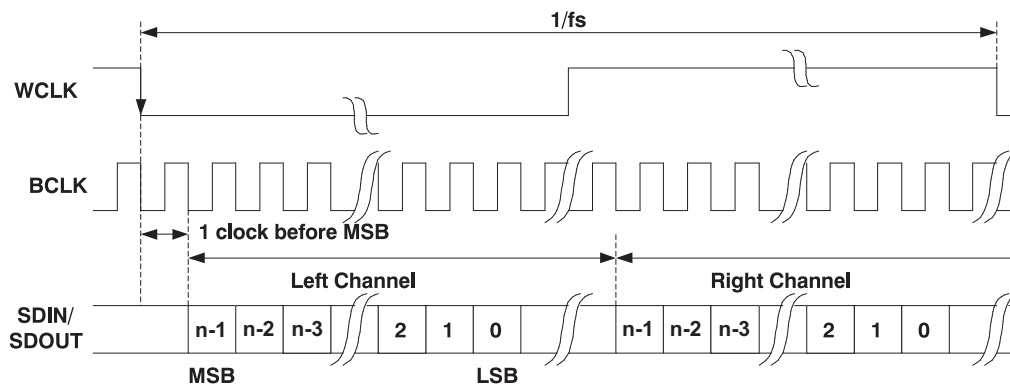 1/fs
WCLK
BCLK
1 clock before MSB
Left Channel
Right Channel
SDIN/
SDOUT
n-1 n-2 n-3 2 1 0 n-1 n-2 n-3 2 1 0
MSB LSB